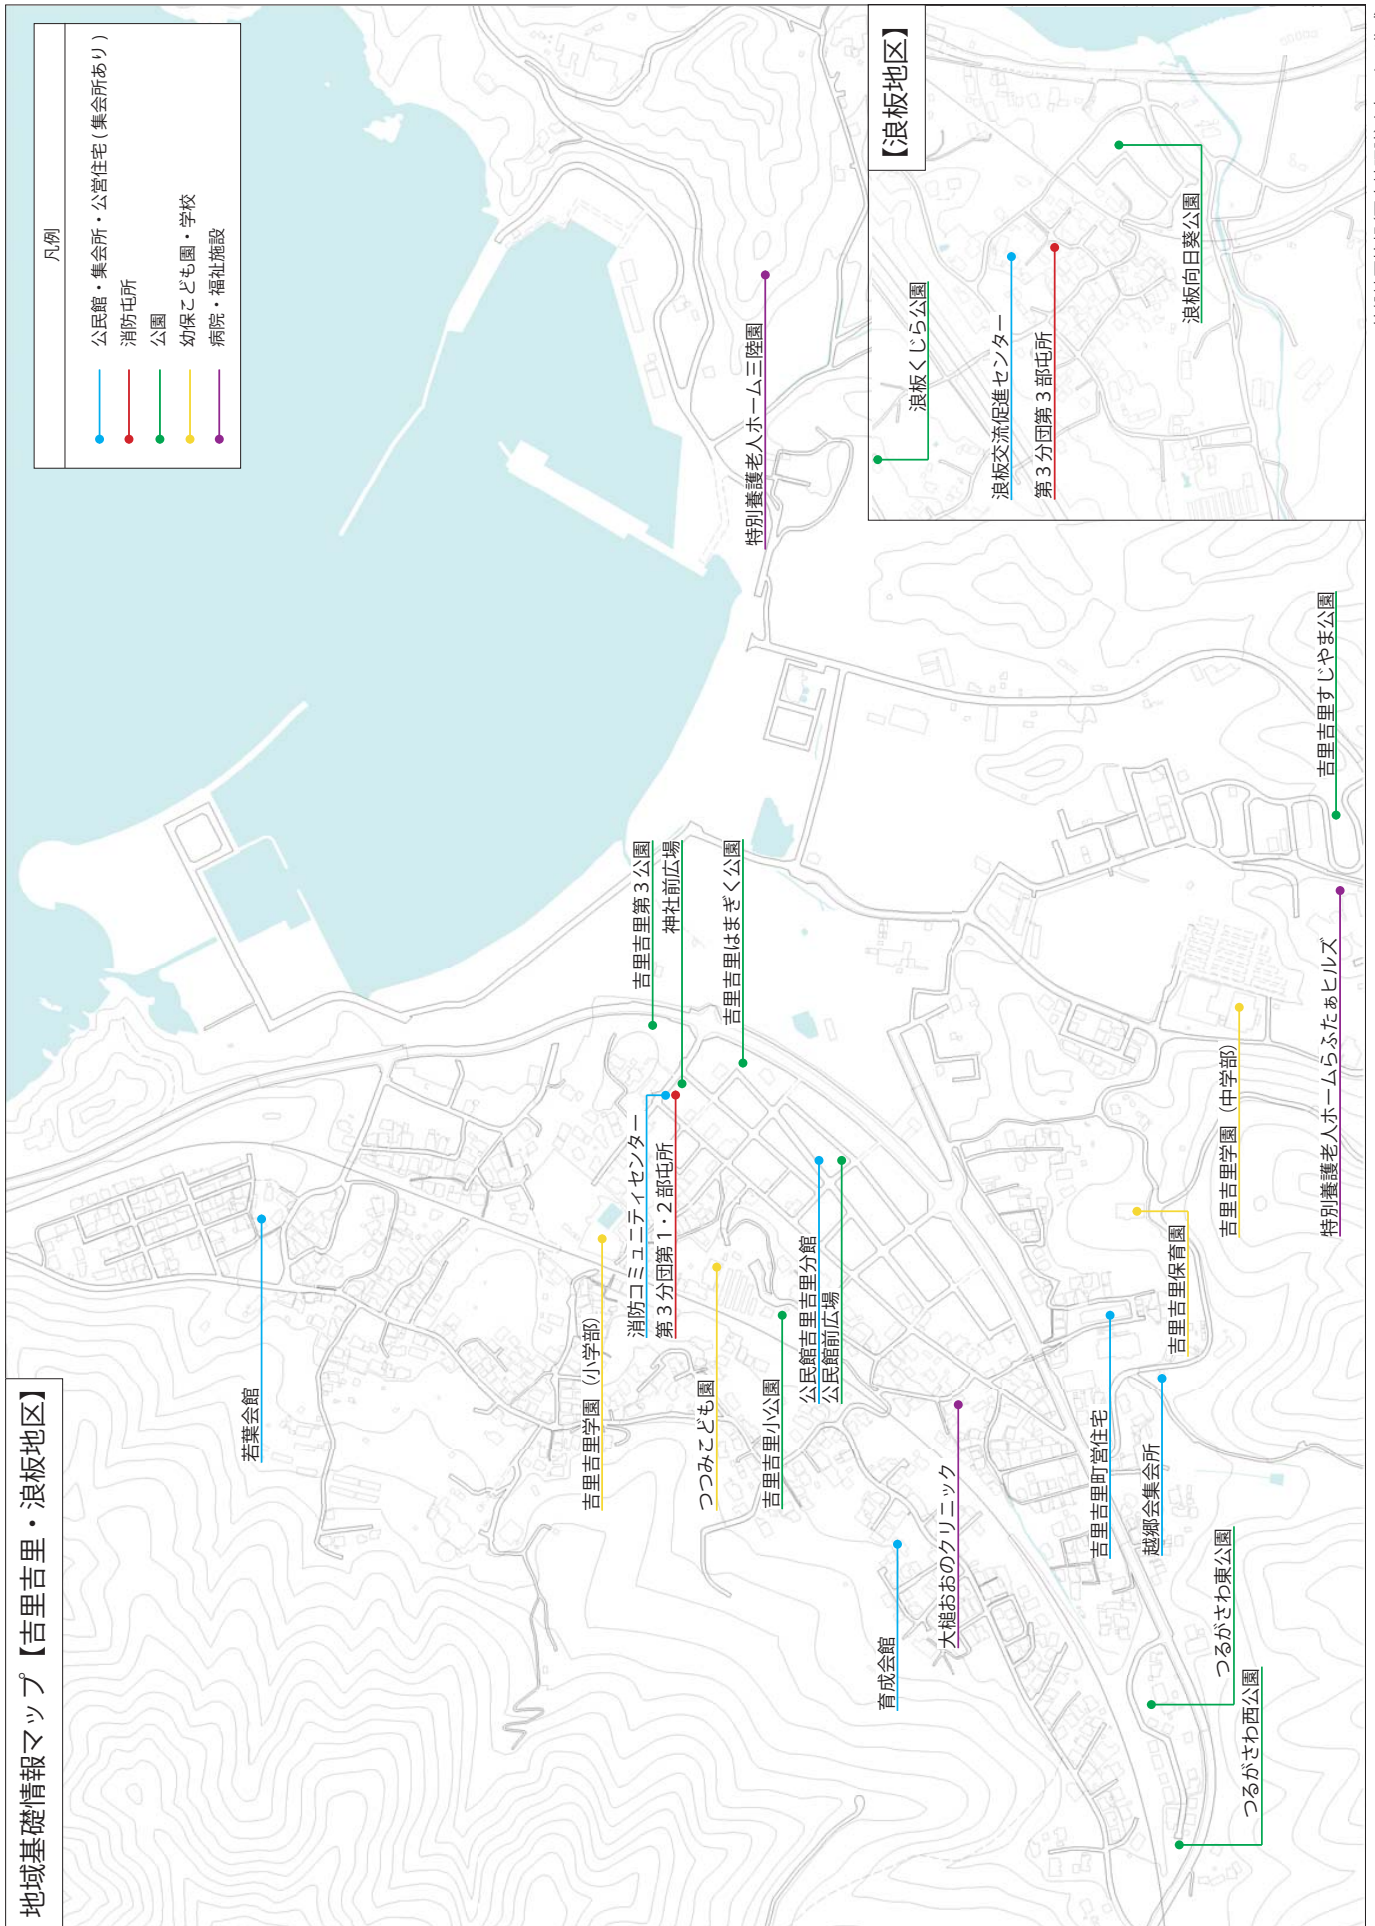 地域基礎情報マップ【吉里吉里・浪板地区】
凡例
公民館・集会所・公営住宅(集会所あり)
消防屯所
公園
幼保こども園・学校
病院・福祉施設
若葉会館
吉里吉里学園（小学部）
消防コミュニティセンター
第３分団第１・２部屯所
吉里吉里第３公園
神社前広場
吉里吉里はまぎく公園
つつみこども園
吉里吉里小公園
公民館吉里吉里分館
公民館前広場
特別養護老人ホーム三陸園
育成会館
大槌おおのクリニック
吉里吉里町営住宅
越郷会集会所
吉里吉里保育園
吉里吉里学園（中学部）
特別養護老人ホームらふたぁヒルズ
吉里吉里すじやま公園
つるがさわ東公園
つるがさわ西公園
【浪板地区】
浪板くじら公園
浪板交流促進センター
第３分団第３部屯所
浪板向日葵公園